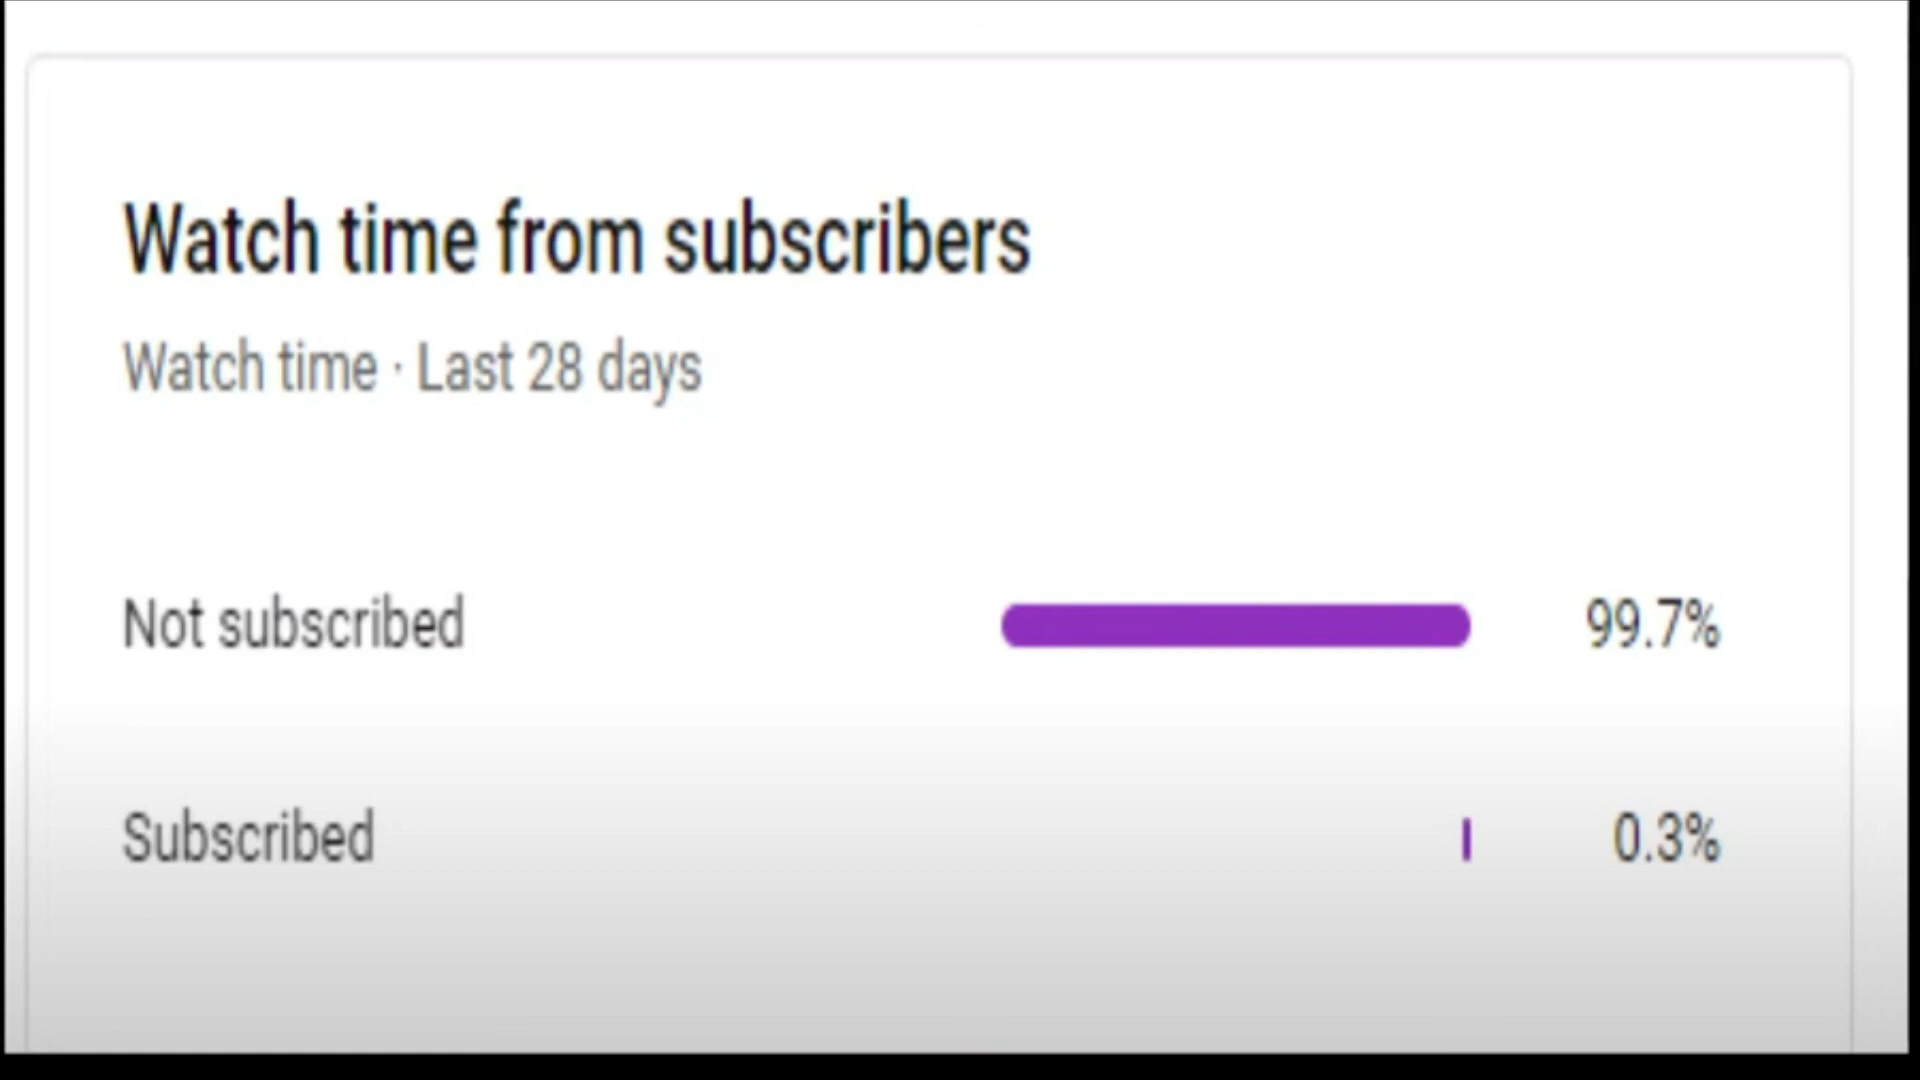 Watch time from subscribers
Watch time · Last 28 days
Not subscribed 99.7%
Subscribed 0.3%